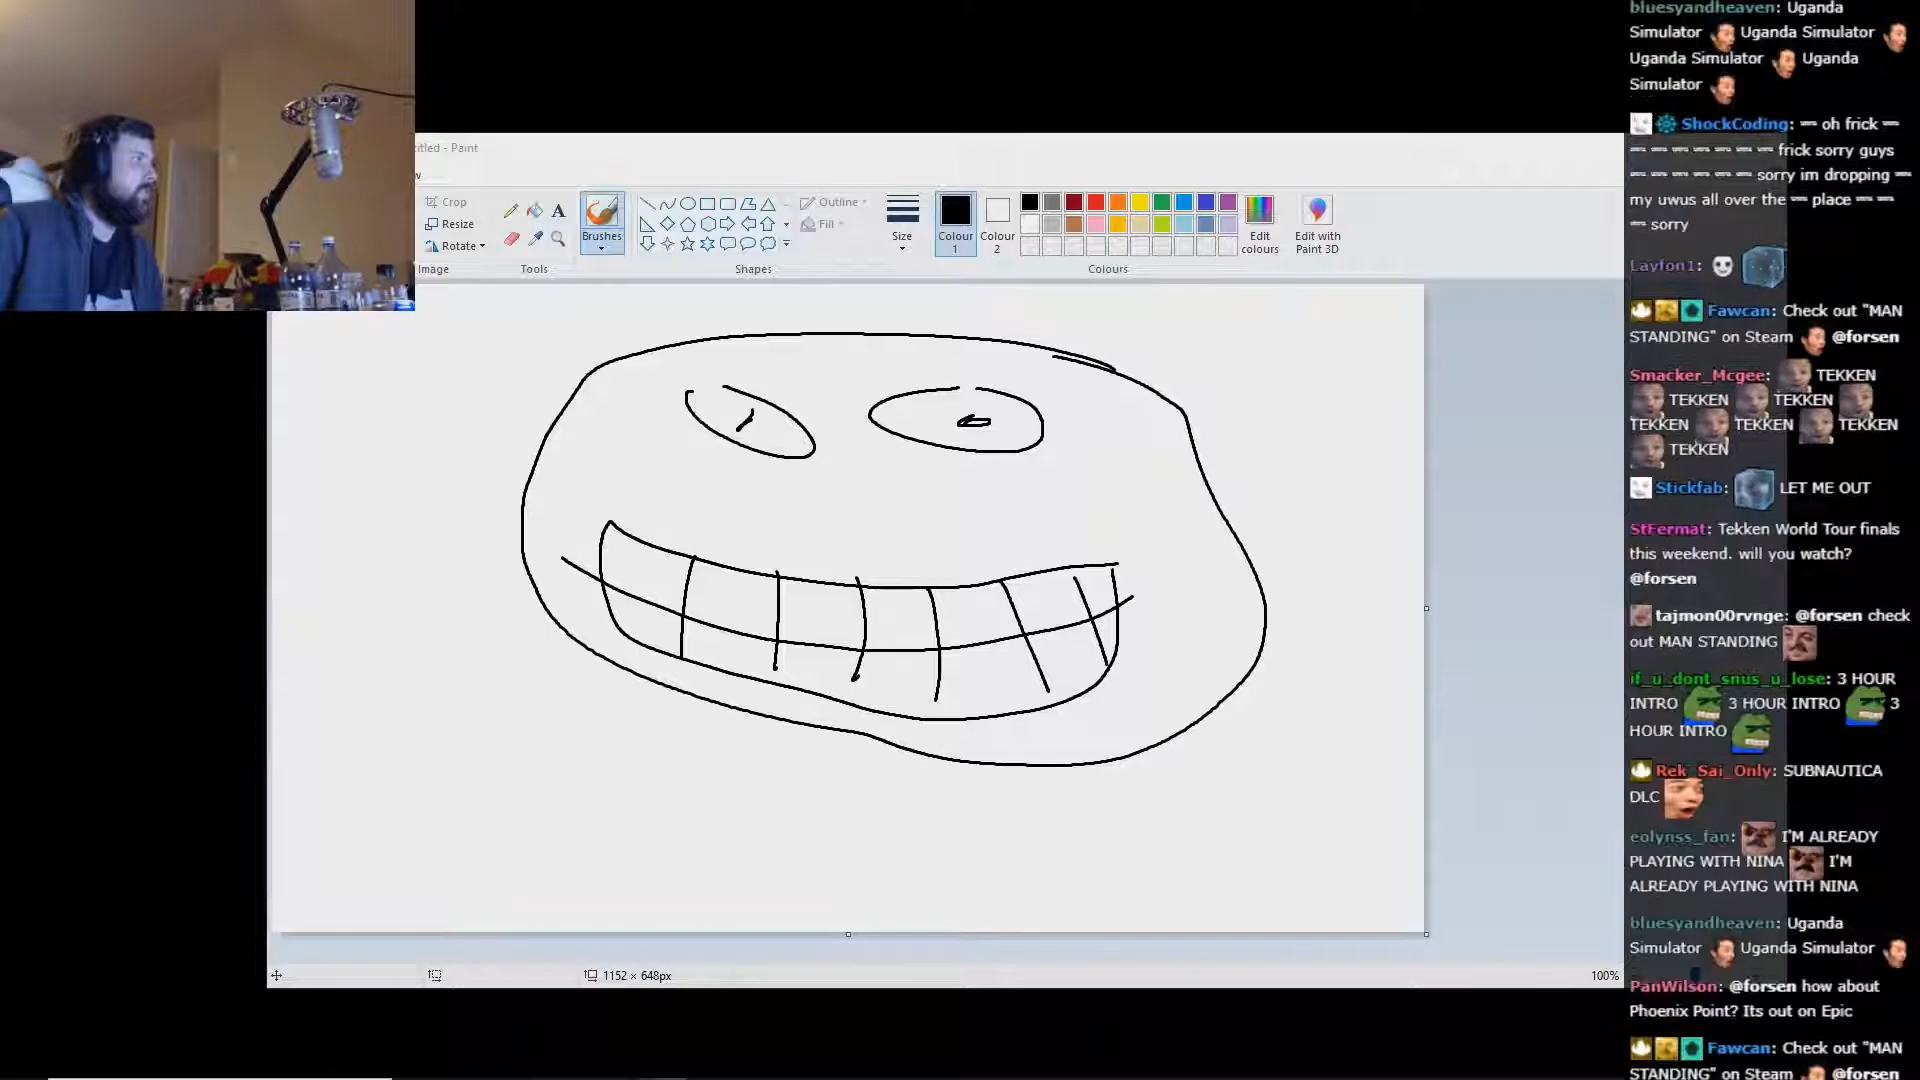 bluesyandheaven: Uganda
Simulator Uganda Simulator
Uganda Simulator Uganda
Simulator
ShockCoding: oh frick
frick sorry guys
sorry im dropping
my uwus all over the place
sorry
Layfon1:
Fawcan: Check out "MAN
STANDING" on Steam @forsen
Smacker_Mcgee: TEKKEN
TEKKEN TEKKEN
TEKKEN TEKKEN TEKKEN
TEKKEN
Stickfab: LET ME OUT
StFermat: Tekken World Tour finals
this weekend. will you watch?
@forsen
tajmon00rvnge: @forsen check
out MAN STANDING
if_u_dont_snus_u_lose: 3 HOUR
INTRO 3 HOUR INTRO 3
HOUR INTRO
Rek_Sai_Only: SUBNAUTICA
DLC
eolynss_fan: I'M ALREADY
PLAYING WITH NINA I'M
ALREADY PLAYING WITH NINA
bluesyandheaven: Uganda
Simulator Uganda Simulator
PanWilson: @forsen how about
Phoenix Point? Its out on Epic
Fawcan: Check out "MAN
STANDING" on Steam @forsen
titled - Paint
w
Crop
Resize
Rotate
Image
A
Tools
Brushes
Shapes
Outline
Fill
Size
Colour
1
Colour
2
Colours
Edit
colours
Edit with
Paint 3D
1152 × 648px
100%